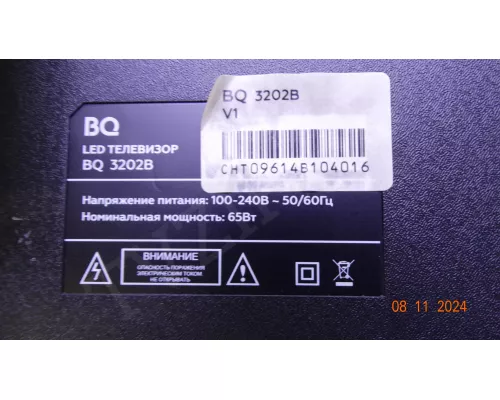 BQ 3202B
V1
CHT09614B104016
BQ
LED ТЕЛЕВИЗОР
BQ 3202B
Напряжение питания: 100-240В ~ 50/60Гц
Номинальная мощность: 65Вт
ВНИМАНИЕ
ОПАСНОСТЬ ПОРАЖЕНИЯ
ЭЛЕКТРИЧЕСКИМ ТОКОМ
НЕ ОТКРЫВАТЬ
08 11 2024